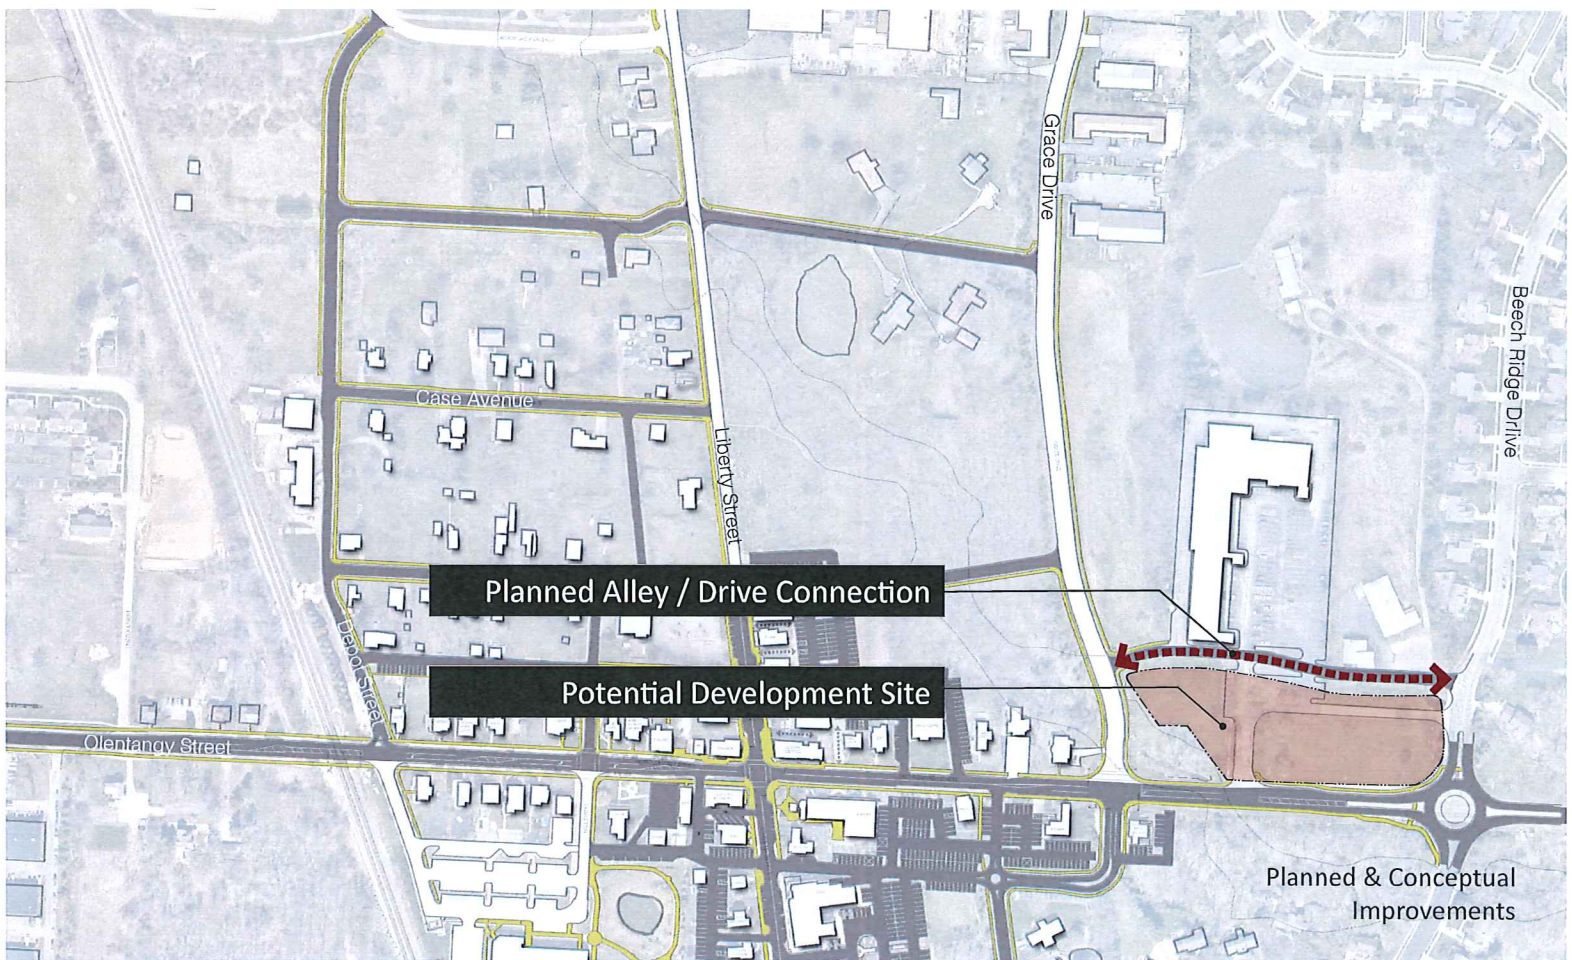 Grace Drive
Beech Ridge Drlive
Case Avenue
Liberty Street
Planned Alley / Drive Connection
Depot Street
Potential Development Site
Olentangy Street
Planned & Conceptual
Improvements